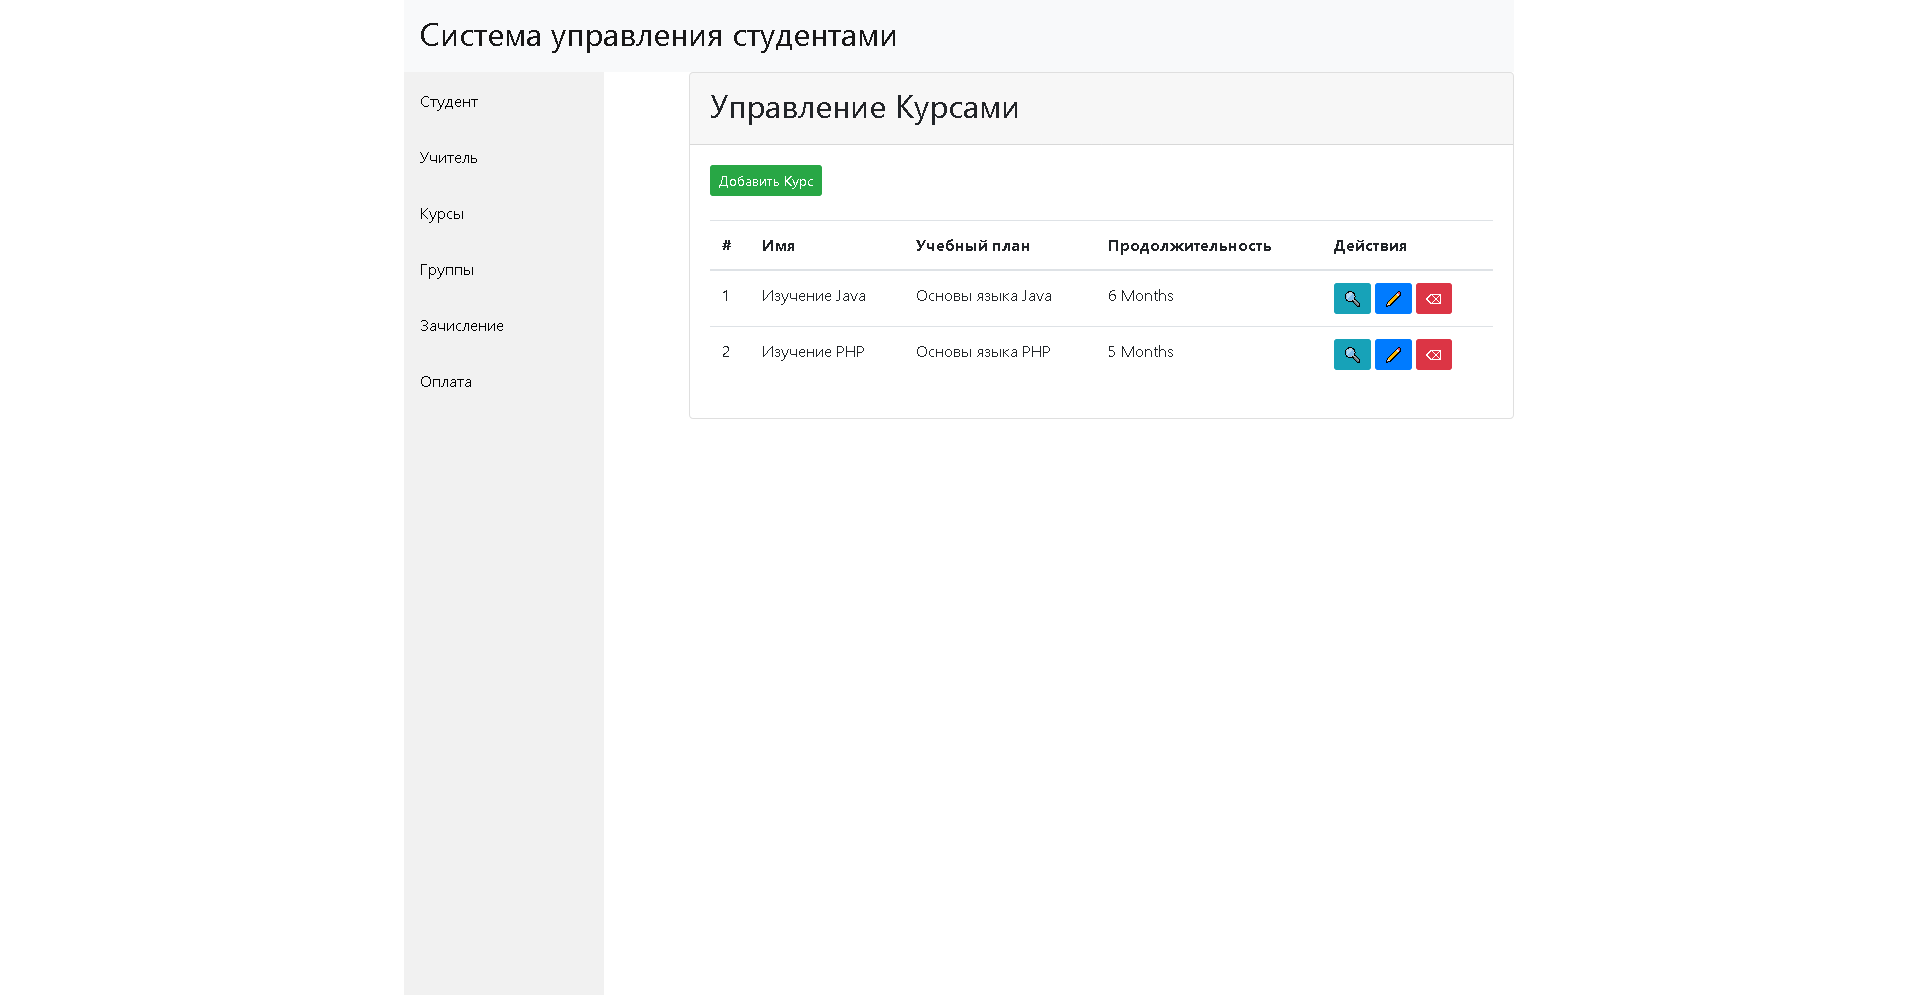 Система управления студентами
Студент
Учитель
Курсы
Группы
Зачисление
Оплата
Управление Курсами
Добавить Курс
# Имя Учебный план Продолжительность Действия
1 Изучение Java Основы языка Java 6 Months
2 Изучение PHP Основы языка PHP 5 Months